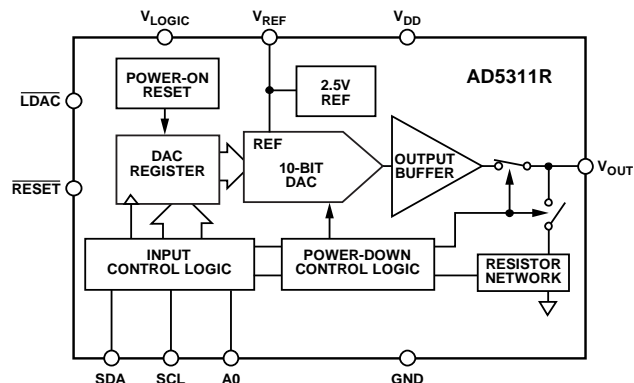 VLOGIC
VREF
VDD
POWER-ON
RESET
2.5V
REF
AD5311R
LDAC
DAC
REGISTER
REF
10-BIT
DAC
OUTPUT
BUFFER
VOUT
RESET
INPUT
CONTROL LOGIC
POWER-DOWN
CONTROL LOGIC
RESISTOR
NETWORK
SDA
SCL
A0
GND